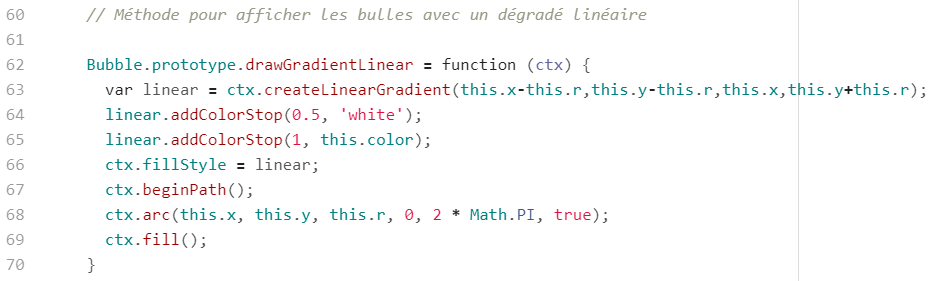 60 // Méthode pour afficher les bulles avec un dégradé linéaire
61
62 Bubble.prototype.drawGradientLinear = function (ctx) {
63 var linear = ctx.createLinearGradient(this.x-this.r,this.y-this.r,this.x,this.y+this.r);
64 linear.addColorStop(0.5, 'white');
65 linear.addColorStop(1, this.color);
66 ctx.fillStyle = linear;
67 ctx.beginPath();
68 ctx.arc(this.x, this.y, this.r, 0, 2 * Math.PI, true);
69 ctx.fill();
70 }